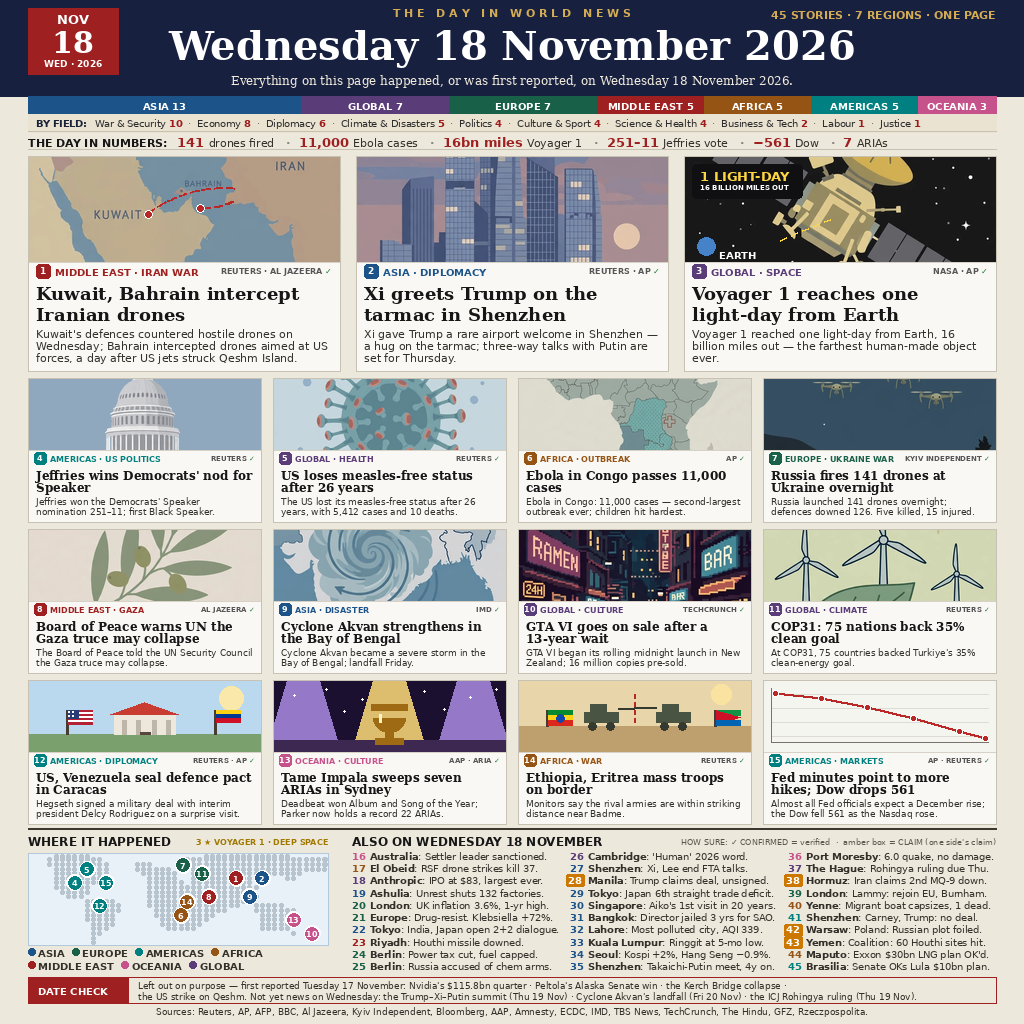 NOV
18
WED · 2026
THE DAY IN WORLD NEWS
45 STORIES · 7 REGIONS · ONE PAGE
Wednesday 18 November 2026
Everything on this page happened, or was first reported, on Wednesday 18 November 2026.
ASIA 13
GLOBAL 7
EUROPE 7
MIDDLE EAST 5
AFRICA 5
AMERICAS 5
OCEANIA 3
BY FIELD: War & Security 10 · Economy 8 · Diplomacy 6 · Climate & Disasters 5 · Politics 4 · Culture & Sport 4 · Science & Health 4 · Business & Tech 2 · Labour 1 · Justice 1
THE DAY IN NUMBERS: 141 drones fired · 11,000 Ebola cases · 16bn miles Voyager 1 · 251–11 Jeffries vote · −561 Dow · 7 ARIAs
IRAN
BAHRAIN
KUWAIT
1 MIDDLE EAST · IRAN WAR
REUTERS · AL JAZEERA ✓
Kuwait, Bahrain intercept
Iranian drones
Kuwait's defences countered hostile drones on
Wednesday; Bahrain intercepted drones aimed at US
forces, a day after US jets struck Qeshm Island.
2 ASIA · DIPLOMACY
REUTERS · AP ✓
Xi greets Trump on the
tarmac in Shenzhen
Xi gave Trump a rare airport welcome in Shenzhen —
a hug on the tarmac; three-way talks with Putin are
set for Thursday.
1 LIGHT-DAY
16 BILLION MILES OUT
EARTH
3 GLOBAL · SPACE
NASA · AP ✓
Voyager 1 reaches one
light-day from Earth
Voyager 1 reached one light-day from Earth, 16
billion miles out — the farthest human-made object
ever.
4 AMERICAS · US POLITICS
REUTERS ✓
Jeffries wins Democrats' nod for
Speaker
Jeffries won the Democrats' Speaker
nomination 251–11; first Black Speaker.
5 GLOBAL · HEALTH
REUTERS ✓
US loses measles-free status
after 26 years
The US lost its measles-free status after 26
years, with 5,412 cases and 10 deaths.
6 AFRICA · OUTBREAK
AP ✓
Ebola in Congo passes 11,000
cases
Ebola in Congo: 11,000 cases — second-largest
outbreak ever; children hit hardest.
7 EUROPE · UKRAINE WAR
KYIV INDEPENDENT ✓
Russia fires 141 drones at
Ukraine overnight
Russia launched 141 drones overnight;
defences downed 126. Five killed, 15 injured.
8 MIDDLE EAST · GAZA
AL JAZEERA ✓
Board of Peace warns UN the
Gaza truce may collapse
The Board of Peace told the UN Security Council
the Gaza truce may collapse.
9 ASIA · DISASTER
IMD ✓
Cyclone Akvan strengthens in
the Bay of Bengal
Cyclone Akvan became a severe storm in the
Bay of Bengal; landfall Friday.
RAMEN
24H
BAR
BAR
10 GLOBAL · CULTURE
TECHCRUNCH ✓
GTA VI goes on sale after a
13-year wait
GTA VI began its rolling midnight launch in New
Zealand; 16 million copies pre-sold.
11 GLOBAL · CLIMATE
REUTERS ✓
COP31: 75 nations back 35%
clean goal
At COP31, 75 countries backed Turkiye's 35%
clean-energy goal.
12 AMERICAS · DIPLOMACY
REUTERS · AP ✓
US, Venezuela seal defence pact
in Caracas
Hegseth signed a military deal with interim
president Delcy Rodríguez on a surprise visit.
13 OCEANIA · CULTURE
AAP · ARIA ✓
Tame Impala sweeps seven
ARIAs in Sydney
Deadbeat won Album and Song of the Year;
Parker now holds a record 22 ARIAs.
14 AFRICA · WAR
REUTERS ✓
Ethiopia, Eritrea mass troops
on border
Monitors say the rival armies are within striking
distance near Badme.
15 AMERICAS · MARKETS
AP · REUTERS ✓
Fed minutes point to more
hikes; Dow drops 561
Almost all Fed officials expect a December rise;
the Dow fell 561 as the Nasdaq rose.
WHERE IT HAPPENED
3 ★ VOYAGER 1 · DEEP SPACE
5
4
15
12
7
11
1
2
8
9
14
6
13
10
ASIA EUROPE AMERICAS AFRICA
MIDDLE EAST OCEANIA GLOBAL
ALSO ON WEDNESDAY 18 NOVEMBER
HOW SURE: ✓ CONFIRMED = verified · amber box = CLAIM (one side's claim)
16 Australia: Settler leader sanctioned.
17 El Obeid: RSF drone strikes kill 37.
18 Anthropic: IPO at $83, largest ever.
19 Ashulia: Unrest shuts 132 factories.
20 London: UK inflation 3.6%, 1-yr high.
21 Europe: Drug-resist. Klebsiella +72%.
22 Tokyo: India, Japan open 2+2 dialogue.
23 Riyadh: Houthi missile downed.
24 Berlin: Power tax cut, fuel capped.
25 Berlin: Russia accused of chem arms.
26 Cambridge: 'Human' 2026 word.
27 Shenzhen: Xi, Lee end FTA talks.
28 Manila: Trump claims deal, unsigned.
29 Tokyo: Japan 6th straight trade deficit.
30 Singapore: Aiko's 1st visit in 20 years.
31 Bangkok: Director jailed 3 yrs for SAO.
32 Lahore: Most polluted city, AQI 339.
33 Kuala Lumpur: Ringgit at 5-mo low.
34 Seoul: Kospi +2%, Hang Seng −0.9%.
35 Shenzhen: Takaichi-Putin meet, 4y on.
36 Port Moresby: 6.0 quake, no damage.
37 The Hague: Rohingya ruling due Thu.
38 Hormuz: Iran claims 2nd MQ-9 down.
39 London: Lammy: rejoin EU, Burnham.
40 Yenne: Migrant boat capsizes, 1 dead.
41 Shenzhen: Carney, Trump: no deal.
42 Warsaw: Poland: Russian plot foiled.
43 Yemen: Coalition: 60 Houthi sites hit.
44 Maputo: Exxon $30bn LNG plan OK'd.
45 Brasilia: Senate OKs Lula $10bn plan.
DATE CHECK
Left out on purpose — first reported Tuesday 17 November: Nvidia's $115.8bn quarter · Peltola's Alaska Senate win · the Kerch Bridge collapse ·
the US strike on Qeshm. Not yet news on Wednesday: the Trump–Xi–Putin summit (Thu 19 Nov) · Cyclone Akvan's landfall (Fri 20 Nov) · the ICJ Rohingya ruling (Thu 19 Nov).
Sources: Reuters, AP, AFP, BBC, Al Jazeera, Kyiv Independent, Bloomberg, AAP, Amnesty, ECDC, IMD, TBS News, TechCrunch, The Hindu, GFZ, Rzeczpospolita.